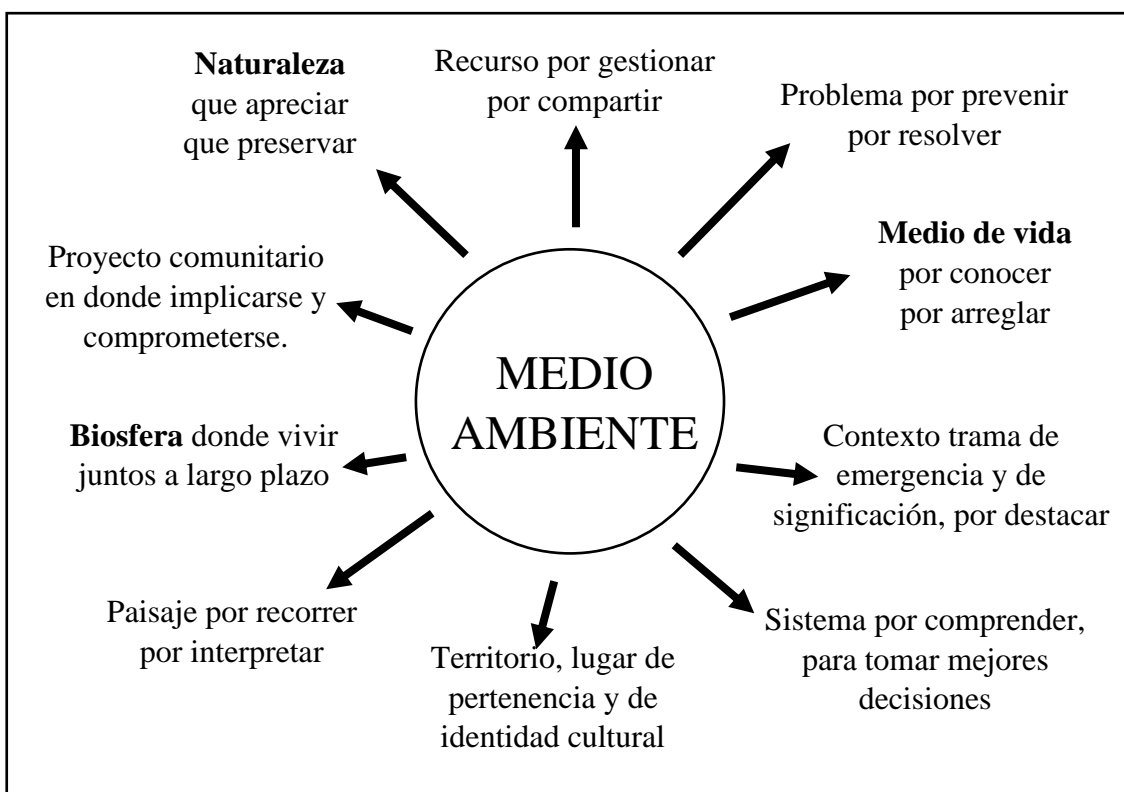 Naturaleza
que apreciar
que preservar
Recurso por gestionar
por compartir
Problema por prevenir
por resolver
Medio de vida
por conocer
por arreglar
Proyecto comunitario
en donde implicarse y
comprometerse.
MEDIO
AMBIENTE
Biosfera donde vivir
juntos a largo plazo
Contexto trama de
emergencia y de
significación, por destacar
Paisaje por recorrer
por interpretar
Territorio, lugar de
pertenencia y de
identidad cultural
Sistema por comprender,
para tomar mejores
decisiones